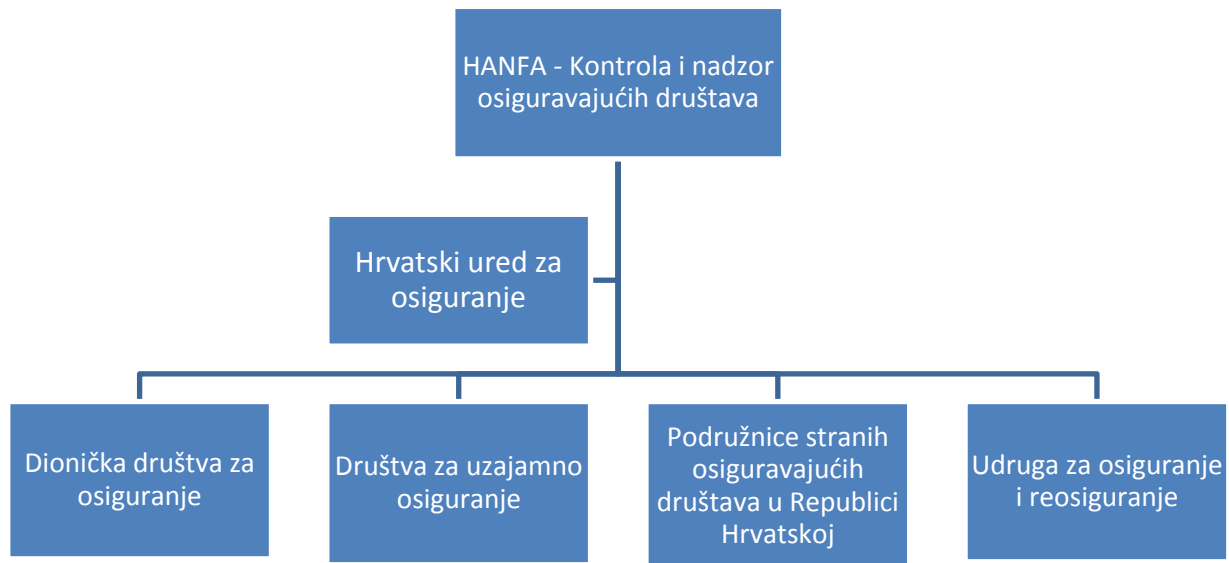 HANFA - Kontrola i nadzor
osiguravajućih društava
Hrvatski ured za
osiguranje
Dionička društva za
osiguranje
Društva za uzajamno
osiguranje
Podružnice stranih
osiguravajućih
društava u Republici
Hrvatskoj
Udruga za osiguranje
i reosiguranje